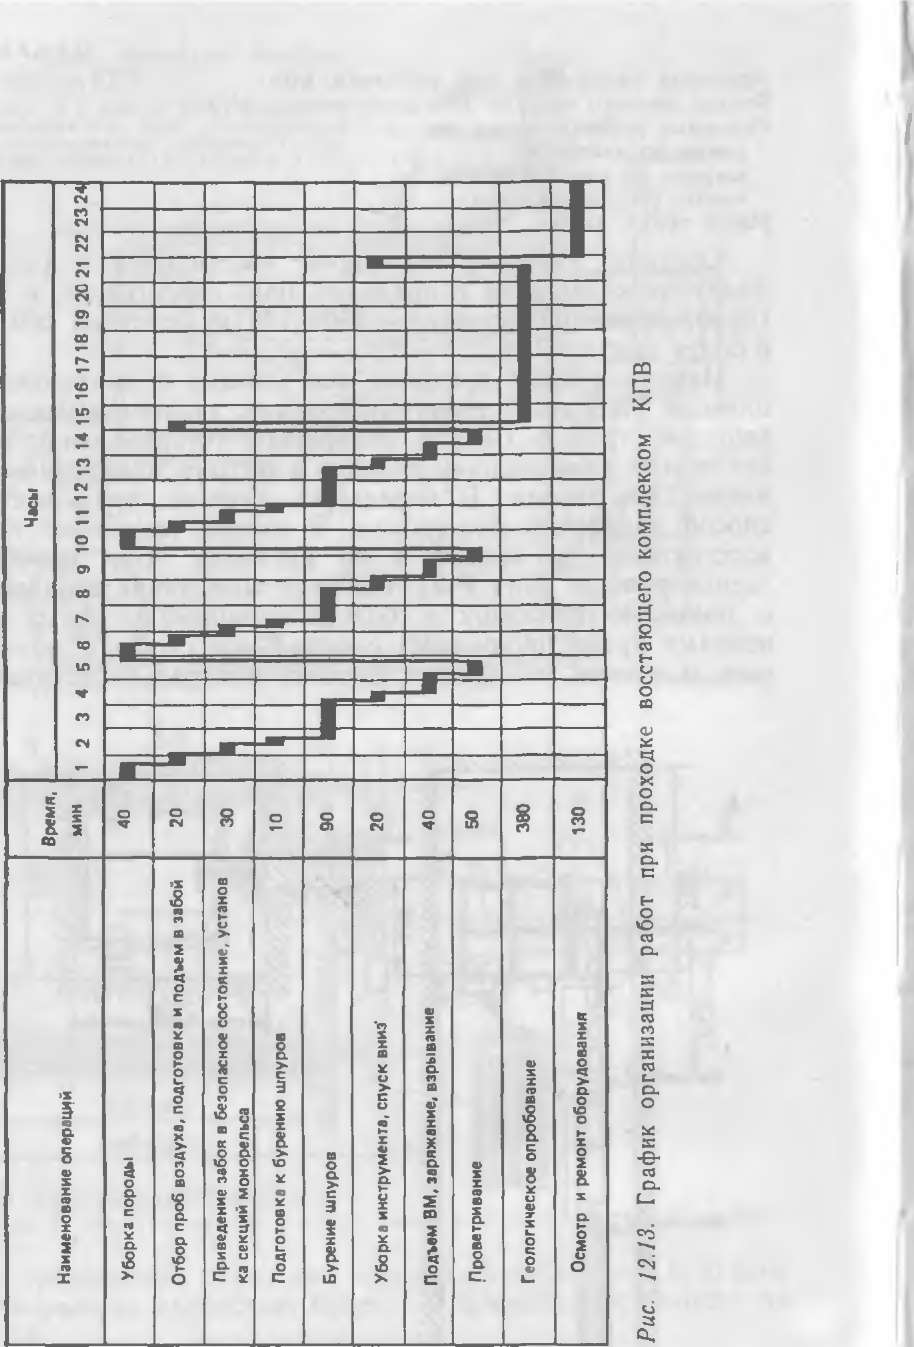 Наименование операций
Время,
мин
Часы
1 2 3 4 5 6 7 8 9 10 11 12 13 14 15 16 17 18 19 20 21 22 23 24
Уборка породы 40
Отбор проб воздуха, подготовка и подъем в забой 20
Приведение забоя в безопасное состояние, установ
ка секций монорельса 30
Подготовка к бурению шпуров 10
Бурение шпуров 90
Уборка инструмента, спуск вниз 20
Подъем ВМ, заряжание, взрывание 40
Проветривание 50
Геологическое опробование 380
Осмотр и ремонт оборудования 130
Рис. 12.13. График организации работ при проходке восстающего комплексом КПВ